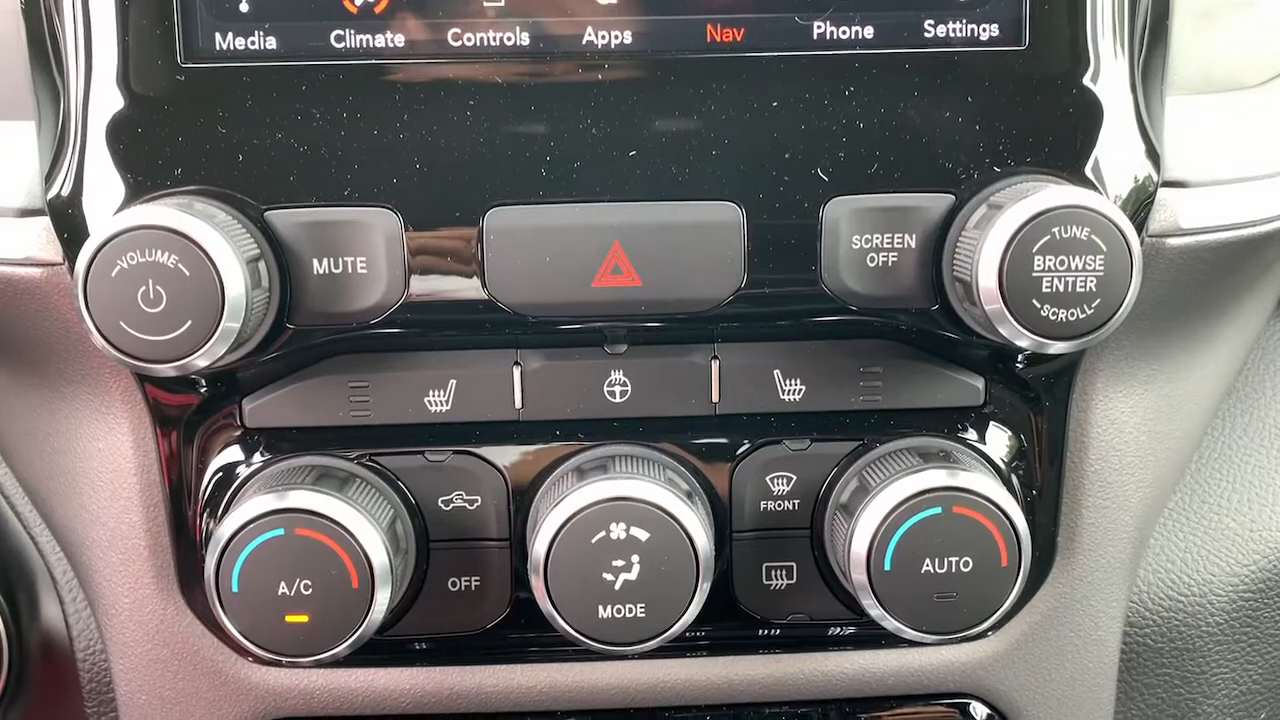 Media Climate Controls Apps Nav Phone Settings
VOLUME
MUTE
SCREEN
OFF
TUNE
BROWSE
ENTER
SCROLL
A/C
OFF
MODE
FRONT
AUTO